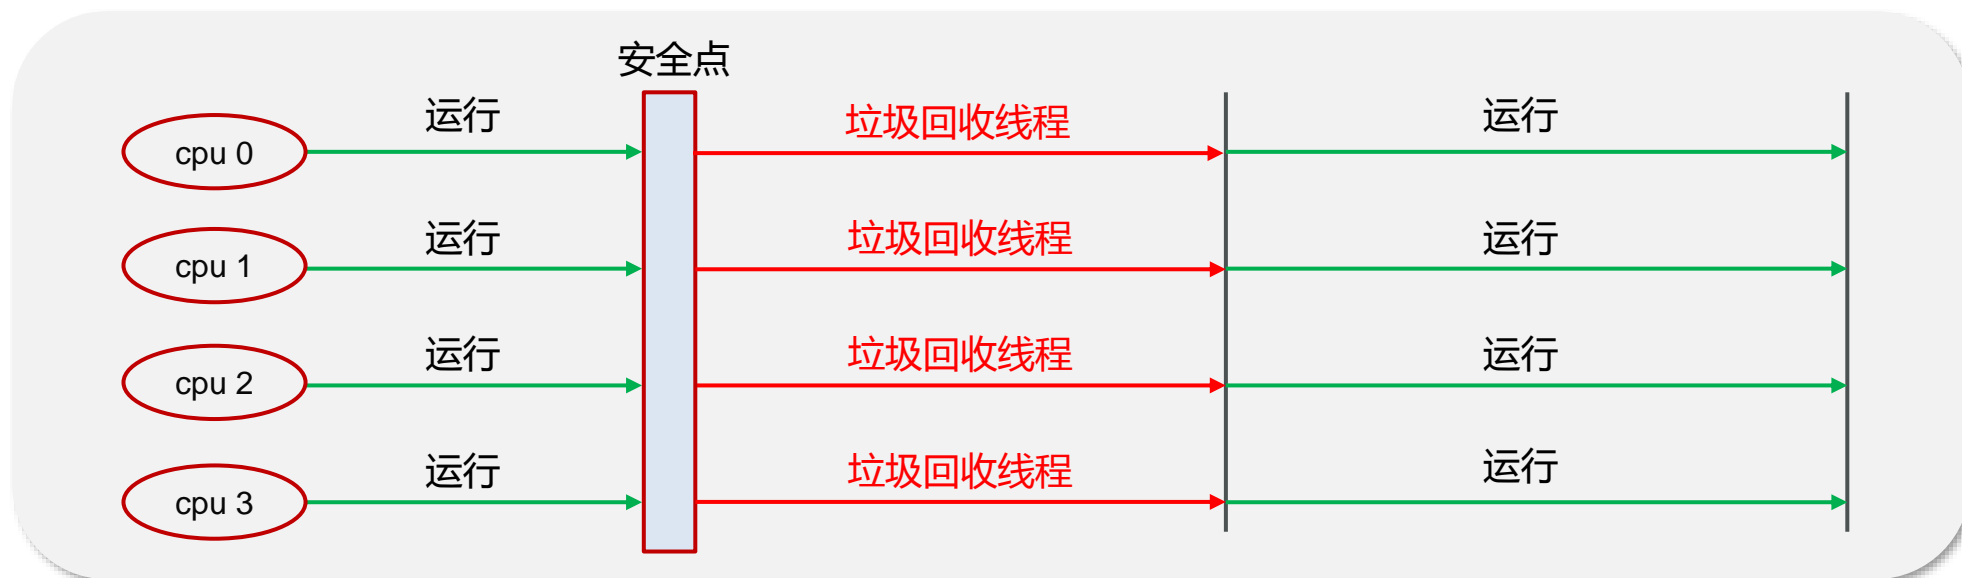 安全点
cpu 0
运行
垃圾回收线程
运行
cpu 1
运行
垃圾回收线程
运行
cpu 2
运行
垃圾回收线程
运行
cpu 3
运行
垃圾回收线程
运行